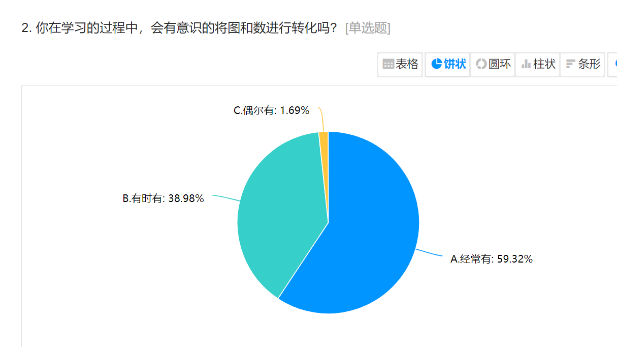 2. 你在学习的过程中，会有意识的将图和数进行转化吗？ [单选题]
表格 饼状 圆环 柱状 条形
C.偶尔有: 1.69%
B.有时有: 38.98%
A.经常有: 59.32%